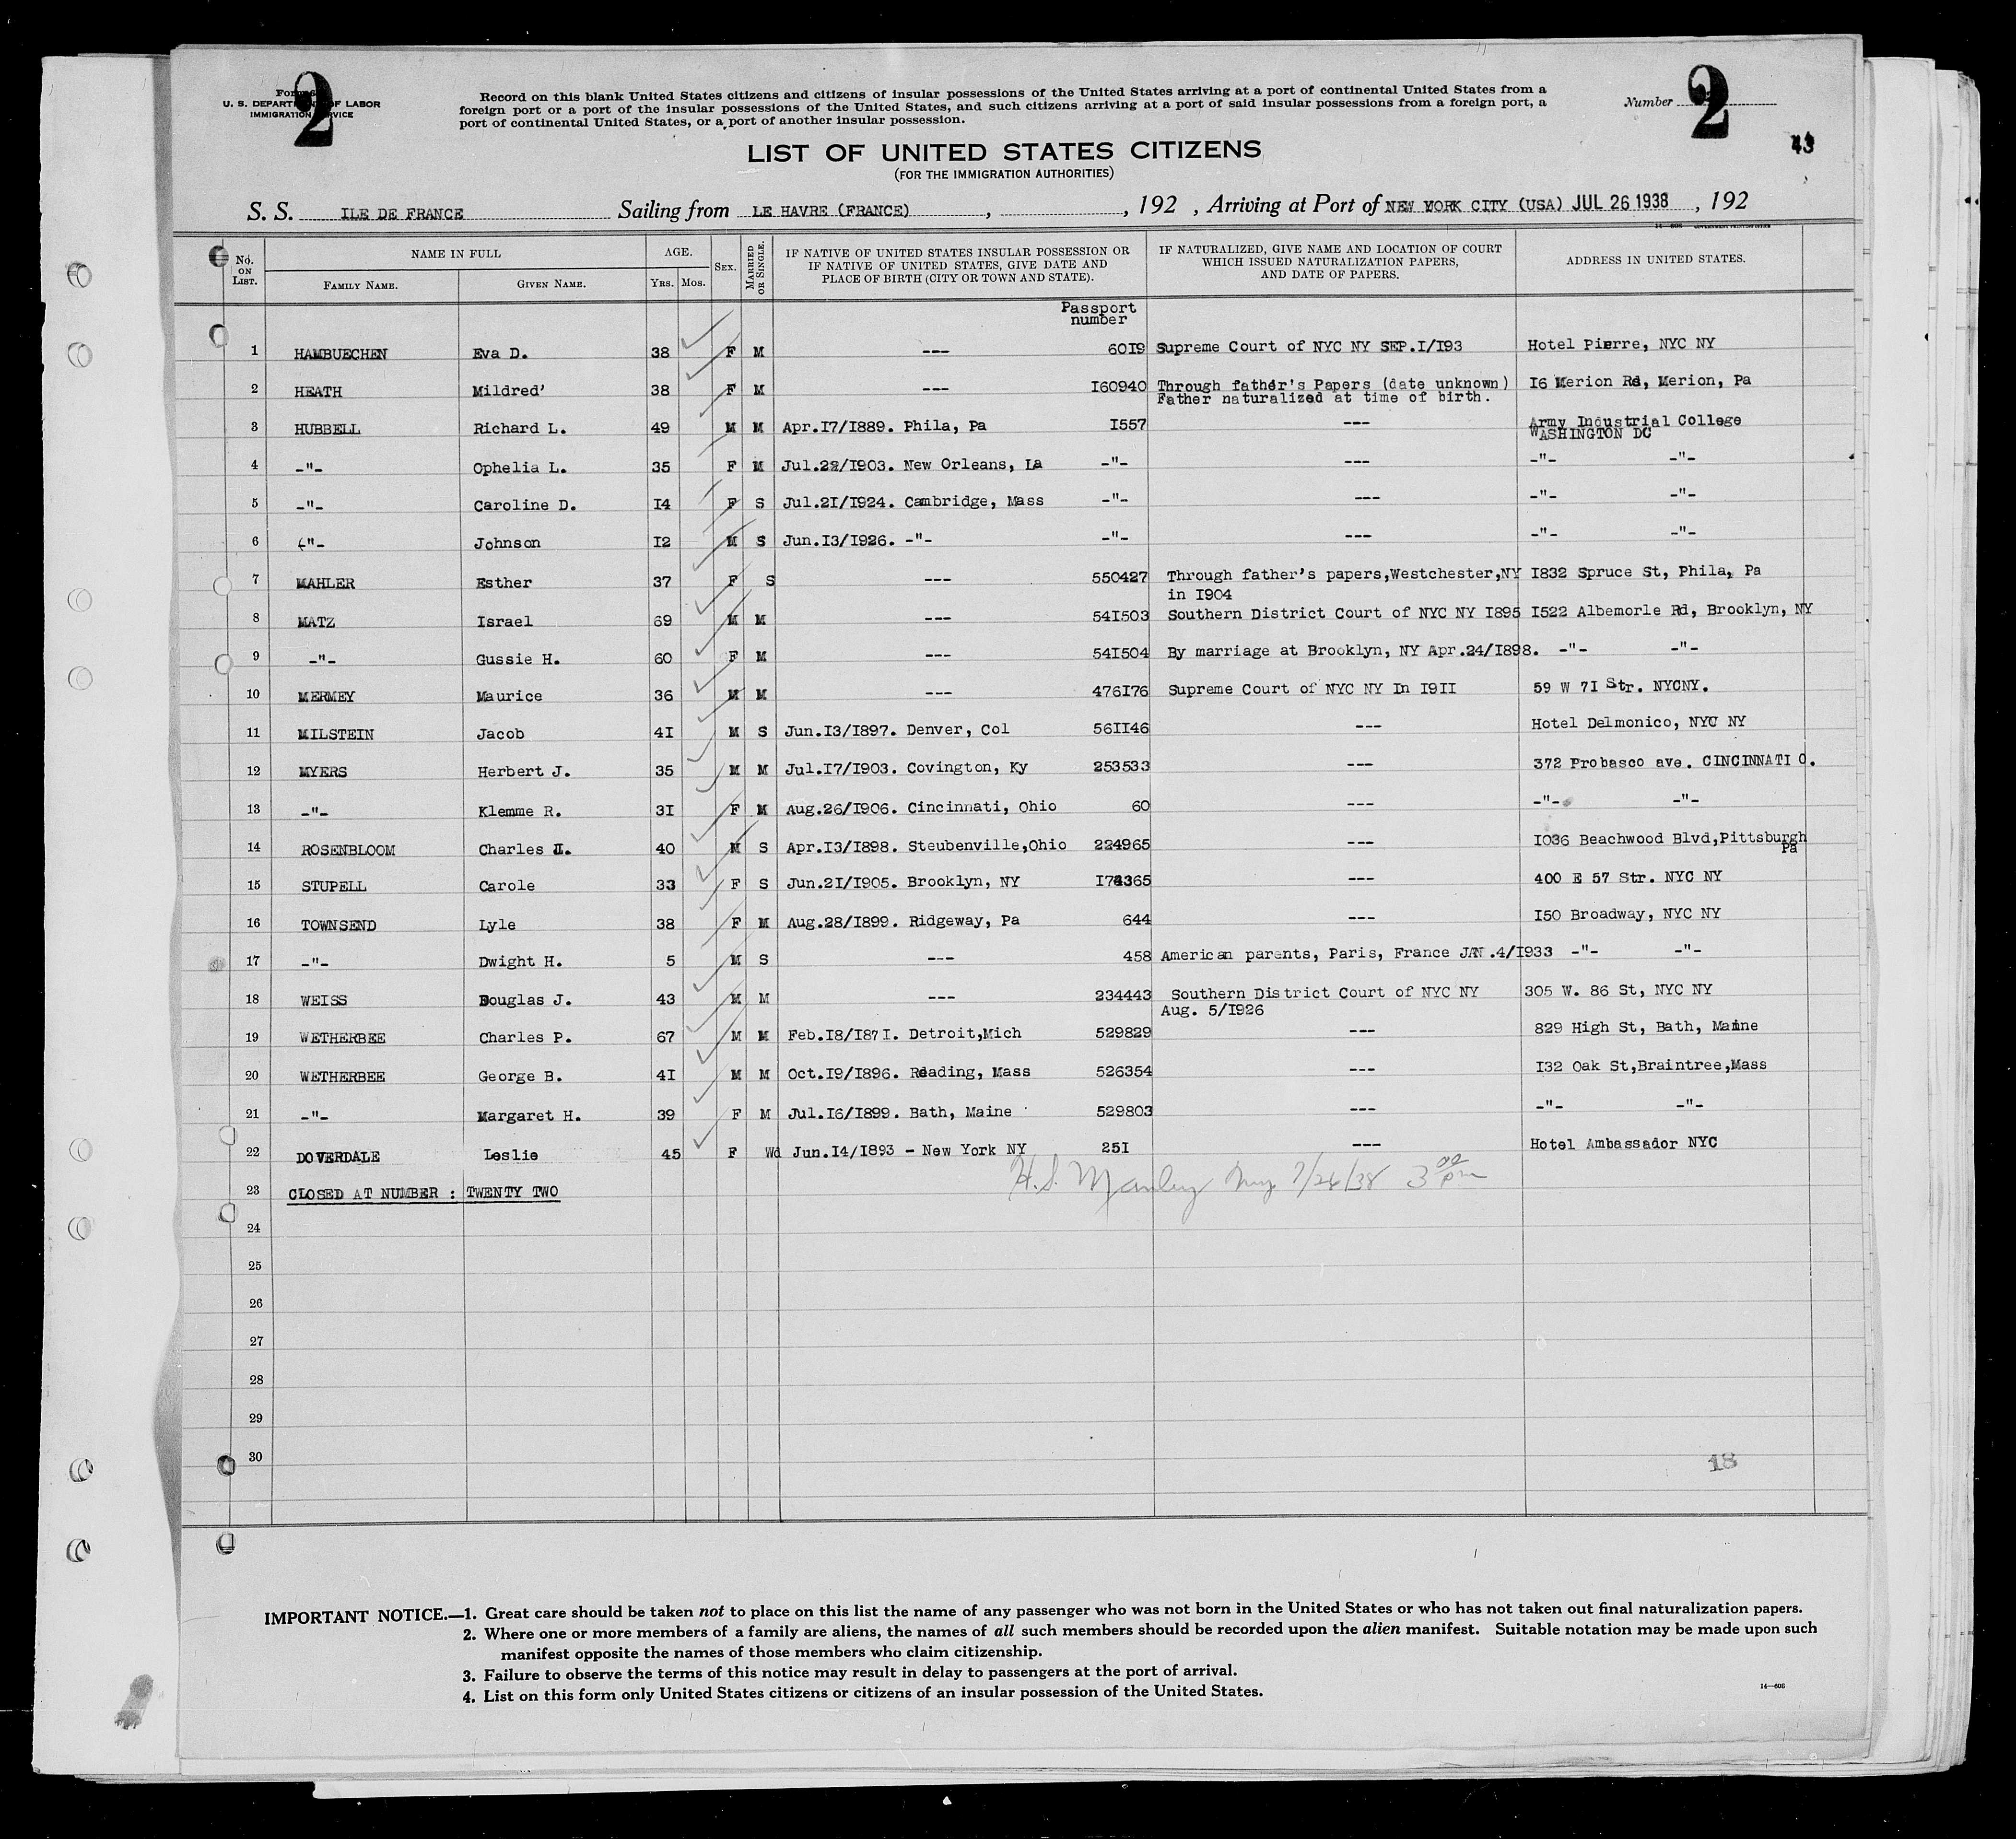 2
Form 6
U. S. DEPARTMENT OF LABOR
IMMIGRATION SERVICE
Record on this blank United States citizens and citizens of insular possessions of the United States arriving at a port of continental United States from a
foreign port or a port of the insular possessions of the United States, and such citizens arriving at a port of said insular possessions from a foreign port, a
port of continental United States, or a port of another insular possession.
Number 2
43
LIST OF UNITED STATES CITIZENS
(FOR THE IMMIGRATION AUTHORITIES)
S. S. ILE DE FRANCE Sailing from LE HAVRE (FRANCE) , , 192 , Arriving at Port of NEW YORK CITY (USA) JUL 26 1938 , 192
No. ON LIST. NAME IN FULL FAMILY NAME. GIVEN NAME. AGE. YRS. MOS. SEX. MARRIED OR SINGLE. IF NATIVE OF UNITED STATES INSULAR POSSESSION OR IF NATIVE OF UNITED STATES, GIVE DATE AND PLACE OF BIRTH (CITY OR TOWN AND STATE). IF NATURALIZED, GIVE NAME AND LOCATION OF COURT WHICH ISSUED NATURALIZATION PAPERS, AND DATE OF PAPERS. ADDRESS IN UNITED STATES.
Passport
number
1 HAMBUECHEN Eva D. 38 F M --- 60I9 Supreme Court of NYC NY SEP.I/I93 Hotel Pierre, NYC NY
2 HEATH Mildred' 38 F M --- I60940 Through father's Papers (date unknown) I6 Merion Rd, Merion, Pa
Father naturalized at time of birth.
3 HUBBELL Richard L. 49 M M Apr.I7/I889. Phila, Pa I557 --- Army Industrial College
WASHINGTON DC
4 -"- Ophelia L. 35 F M Jul.22/I903. New Orleans, La -"- --- -"- -"-
5 -"- Caroline D. I4 F S Jul.2I/I924. Cambridge, Mass -"- --- -"- -"-
6 -"- Johnson I2 M S Jun.I3/I926. -"- -"- --- -"- -"-
7 MAHLER Esther 37 F S --- 550427 Through father's papers,Westchester,NY I832 Spruce St, Phila, Pa
in I904
8 MATZ Israel 69 M M --- 54I503 Southern District Court of NYC NY I895 I522 Albemorle Rd, Brooklyn, NY
9 -"- Gussie H. 60 F M --- 54I504 By marriage at Brooklyn, NY Apr.24/I898. -"- -"-
10 MERMEY Maurice 36 M M --- 476I76 Supreme Court of NYC NY In I9II 59 W 7I Str. NYCNY.
11 MILSTEIN Jacob 4I M S Jun.I3/I897. Denver, Col 56II46 --- Hotel Delmonico, NYC NY
12 MYERS Herbert J. 35 M M Jul.I7/I903. Covington, Ky 253533 --- 372 Probasco ave. CINCINNATI O.
13 -"- Klemme R. 3I F M Aug.26/I906. Cincinnati, Ohio 60 --- -"- -"-
14 ROSENBLOOM Charles I. 40 M S Apr.I3/I898. Steubenville,Ohio 224965 --- I036 Beachwood Blvd,Pittsburgh
Pa
15 STUPELL Carole 33 F S Jun.2I/I905. Brooklyn, NY I74365 --- 400 E 57 Str. NYC NY
16 TOWNSEND Lyle 38 F M Aug.28/I899. Ridgeway, Pa 644 --- I50 Broadway, NYC NY
17 -"- Dwight H. 5 M S --- 458 American parents, Paris, France JAN.4/I933 -"- -"-
18 WEISS Douglas J. 43 M M --- 234443 Southern District Court of NYC NY 305 W. 86 St, NYC NY
Aug. 5/I926
19 WETHERBEE Charles P. 67 M M Feb.I8/I87I. Detroit,Mich 529829 --- 829 High St, Bath, Maine
20 WETHERBEE George B. 4I M M Oct.I9/I896. Reading, Mass 526354 --- I32 Oak St,Braintree,Mass
21 -"- Margaret H. 39 F M Jul.I6/I899. Bath, Maine 529803 --- -"- -"-
22 DOVERDALE Leslie 45 F Wd Jun.I4/I893 - New York NY 25I --- Hotel Ambassador NYC
23 CLOSED AT NUMBER : TWENTY TWO
H.S. Manley 7/26/38 3 00 pm
24
25
26
27
28
29
30
18
IMPORTANT NOTICE.—1. Great care should be taken not to place on this list the name of any passenger who was not born in the United States or who has not taken out final naturalization papers.
2. Where one or more members of a family are aliens, the names of all such members should be recorded upon the alien manifest. Suitable notation may be made upon such
manifest opposite the names of those members who claim citizenship.
3. Failure to observe the terms of this notice may result in delay to passengers at the port of arrival.
4. List on this form only United States citizens or citizens of an insular possession of the United States.
14—606